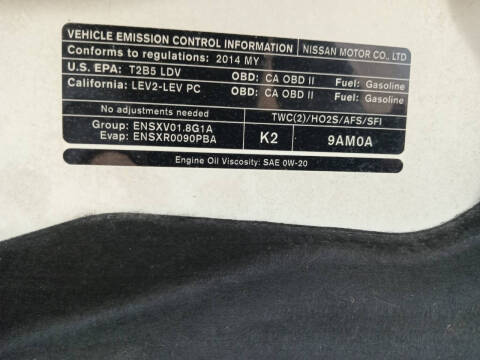 VEHICLE EMISSION CONTROL INFORMATION NISSAN MOTOR CO., LTD
Conforms to regulations: 2014 MY
U.S. EPA: T2B5 LDV OBD: CA OBD II Fuel: Gasoline
California: LEV2-LEV PC OBD: CA OBD II Fuel: Gasoline
No adjustments needed TWC(2)/HO2S/AFS/SFI
Group: ENSXV01.8G1A
Evap: ENSXR0090PBA
K2 9AM0A
Engine Oil Viscosity: SAE 0W-20